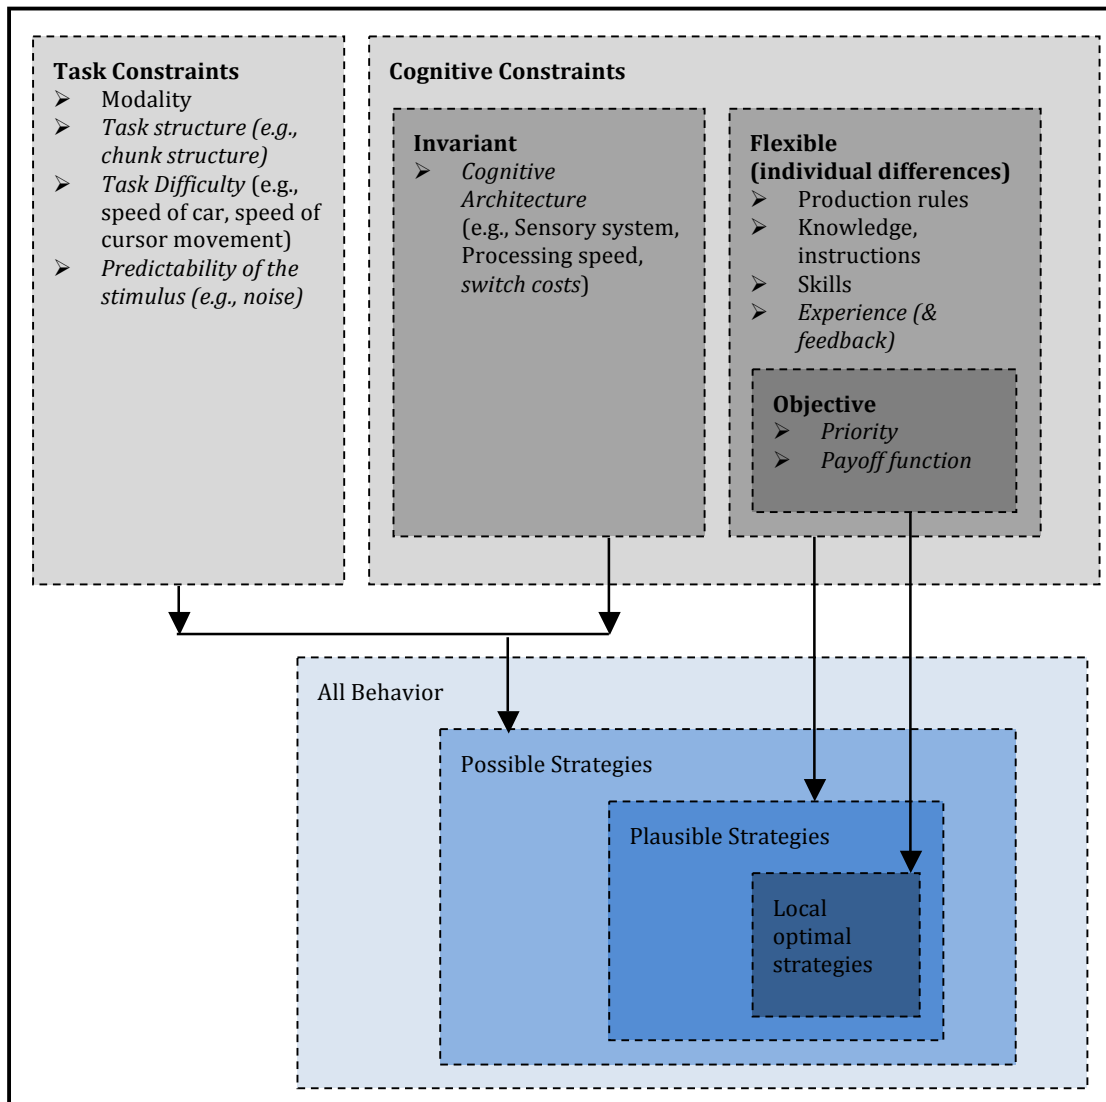 Task Constraints
➢ Modality
➢ Task structure (e.g.,
chunk structure)
➢ Task Difficulty (e.g.,
speed of car, speed of
cursor movement)
➢ Predictability of the
stimulus (e.g., noise)
Cognitive Constraints
Invariant
➢ Cognitive
Architecture
(e.g., Sensory system,
Processing speed,
switch costs)
Flexible
(individual differences)
➢ Production rules
➢ Knowledge,
instructions
➢ Skills
➢ Experience (&
feedback)
Objective
➢ Priority
➢ Payoff function
All Behavior
Possible Strategies
Plausible Strategies
Local
optimal
strategies